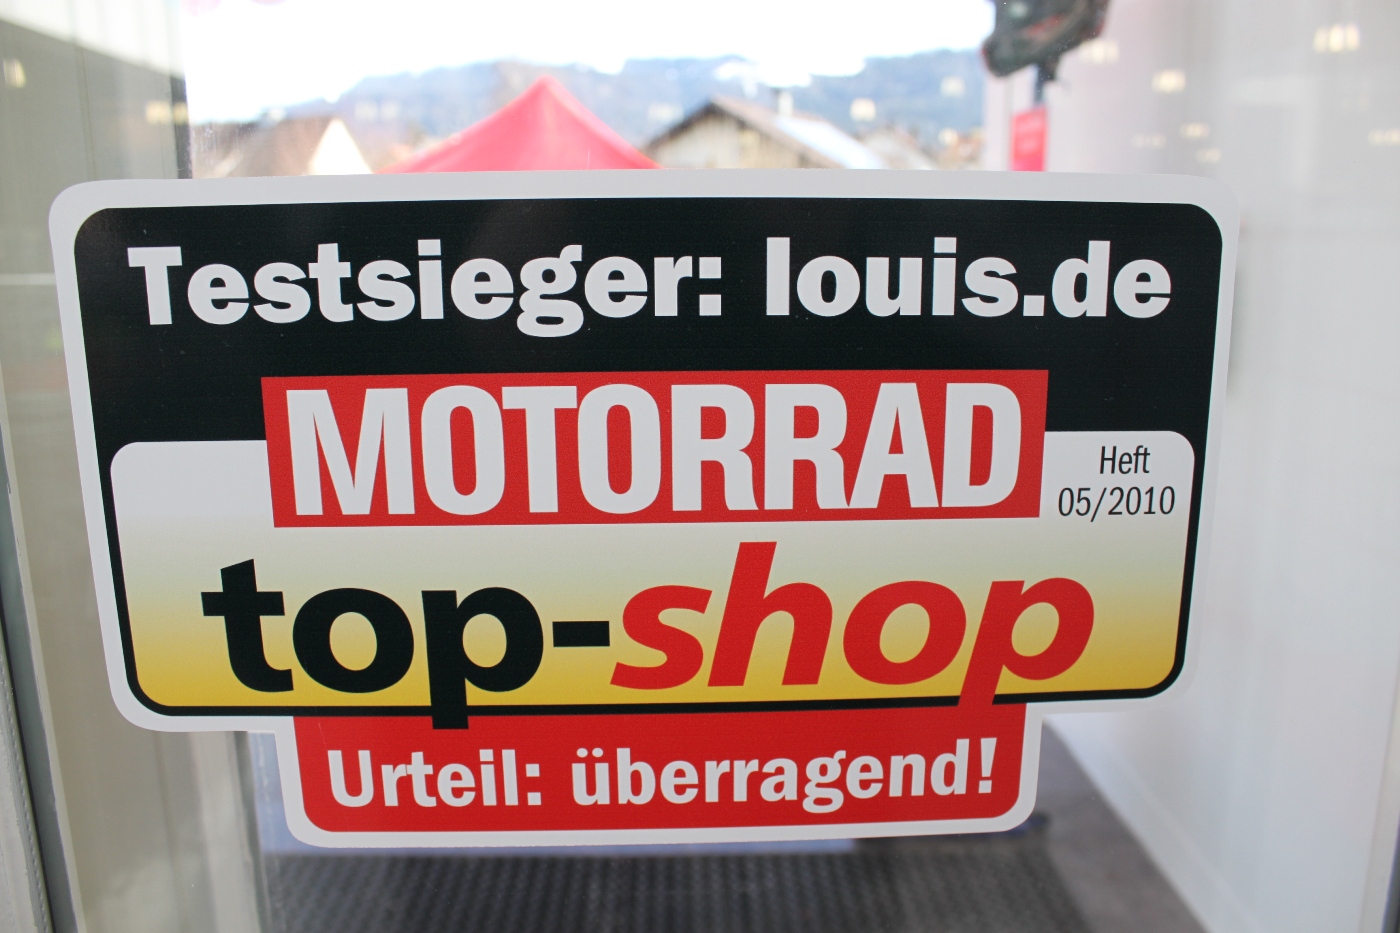 Testsieger: louis.de
MOTORRAD
Heft
05/2010
top-shop
Urteil: überragend!